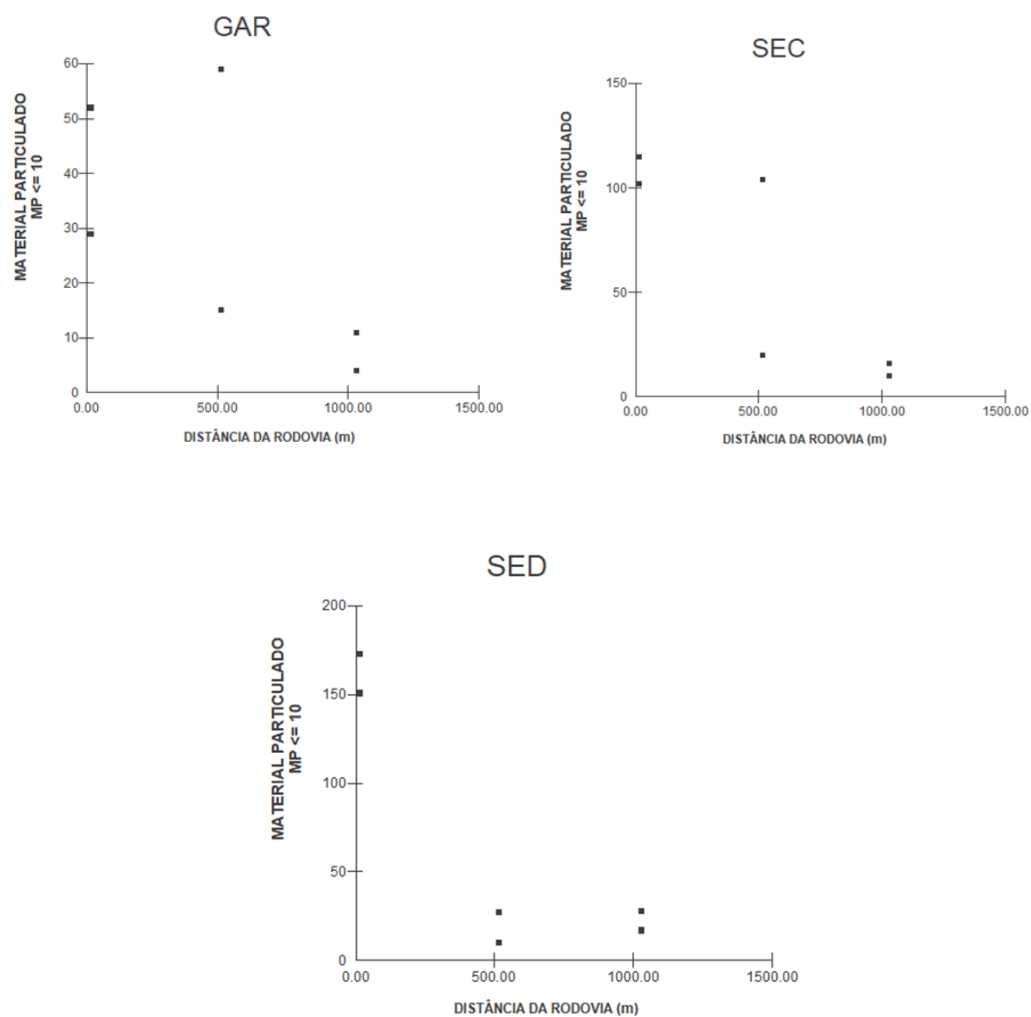 GAR
60
50
40
30
20
10
0
0.00 500.00 1000.00 1500.00
MATERIAL PARTICULADO
MP <= 10
DISTÂNCIA DA RODOVIA (m)
SEC
150
100
50
0
0.00 500.00 1000.00 1500.00
MATERIAL PARTICULADO
MP <= 10
DISTÂNCIA DA RODOVIA (m)
SED
200
150
100
50
0
0.00 500.00 1000.00 1500.00
MATERIAL PARTICULADO
MP <= 10
DISTÂNCIA DA RODOVIA (m)